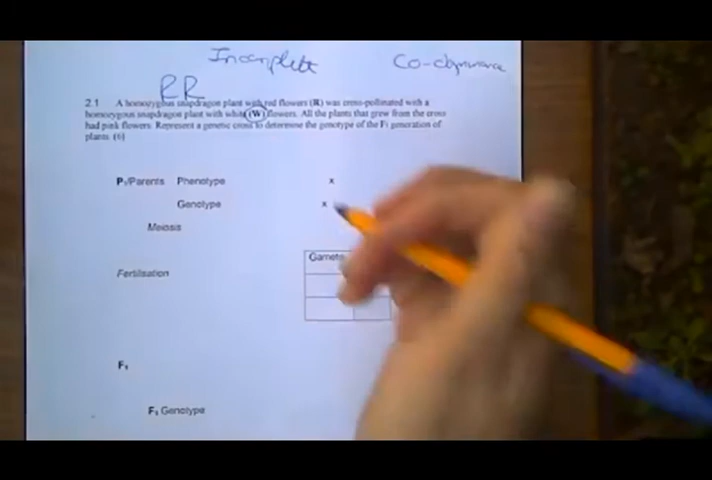 Incomplete Co-dominance
RR
2.1 A homozygous snapdragon plant with red flowers (R) was cross-pollinated with a
homozygous snapdragon plant with white (W) flowers. All the plants that grew from the cross
had pink flowers. Represent a genetic cross to determine the genotype of the F₁ generation of
plants. (6)
P₁/Parents Phenotype x
Genotype x
Meiosis
Gamete
Fertilisation
F₁
F₁ Genotype